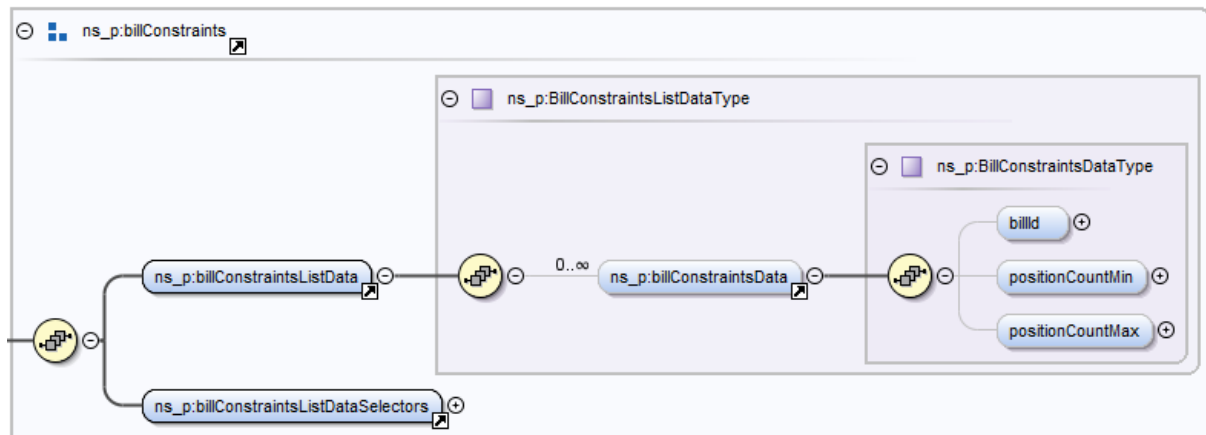 ns_p:billConstraints
ns_p:BillConstraintsListDataType
ns_p:BillConstraintsDataType
billId
ns_p:billConstraintsListData
0..∞
ns_p:billConstraintsData
positionCountMin
positionCountMax
ns_p:billConstraintsListDataSelectors